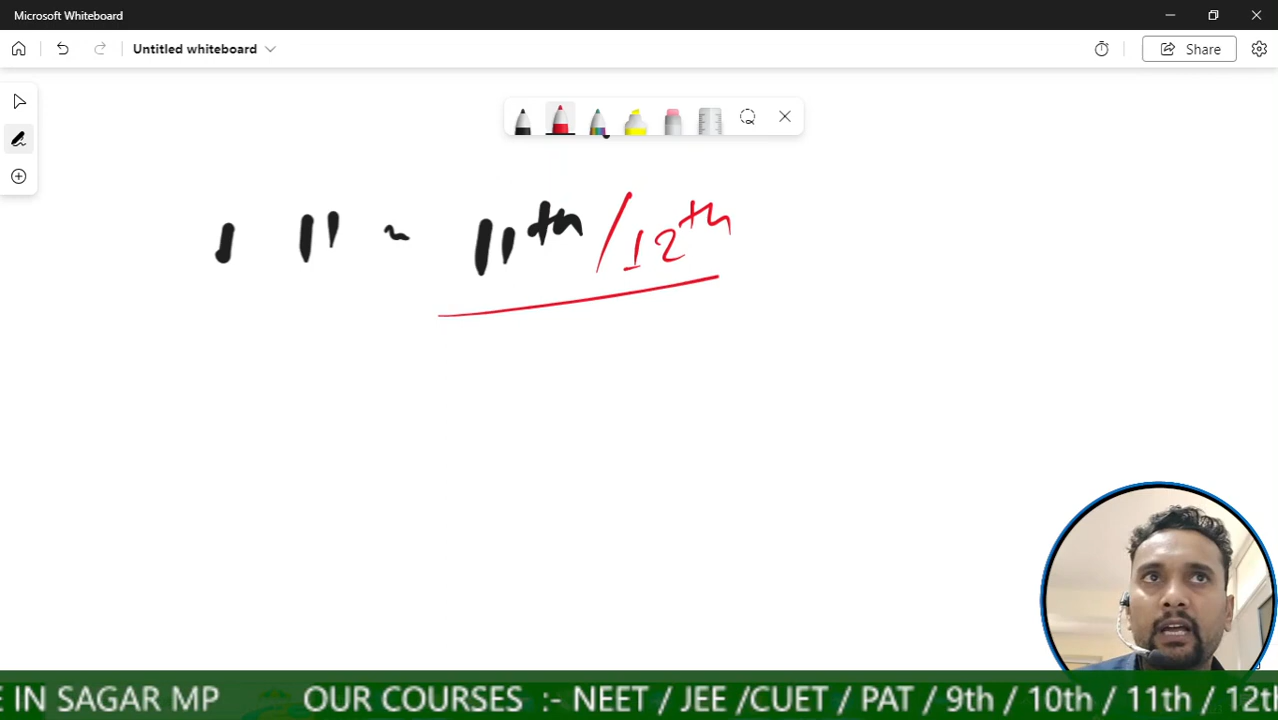 Microsoft Whiteboard
Untitled whiteboard
Share
11th /12th
E IN SAGAR MP OUR COURSES :- NEET / JEE /CUET / PAT / 9th / 10th / 11th / 12th